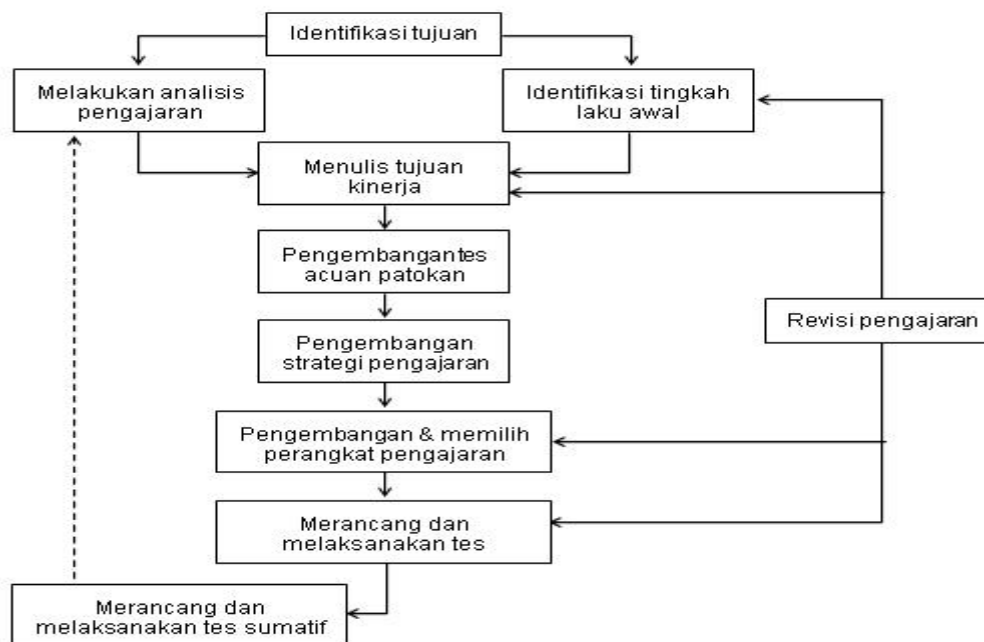 Identifikasi tujuan
Melakukan analisis
pengajaran
Identifikasi tingkah
laku awal
Menulis tujuan
kinerja
Pengembangantes
acuan patokan
Revisi pengajaran
Pengembangan
strategi pengajaran
Pengembangan & memilih
perangkat pengajaran
Merancang dan
melaksanakan tes
Merancang dan
melaksanakan tes sumatif